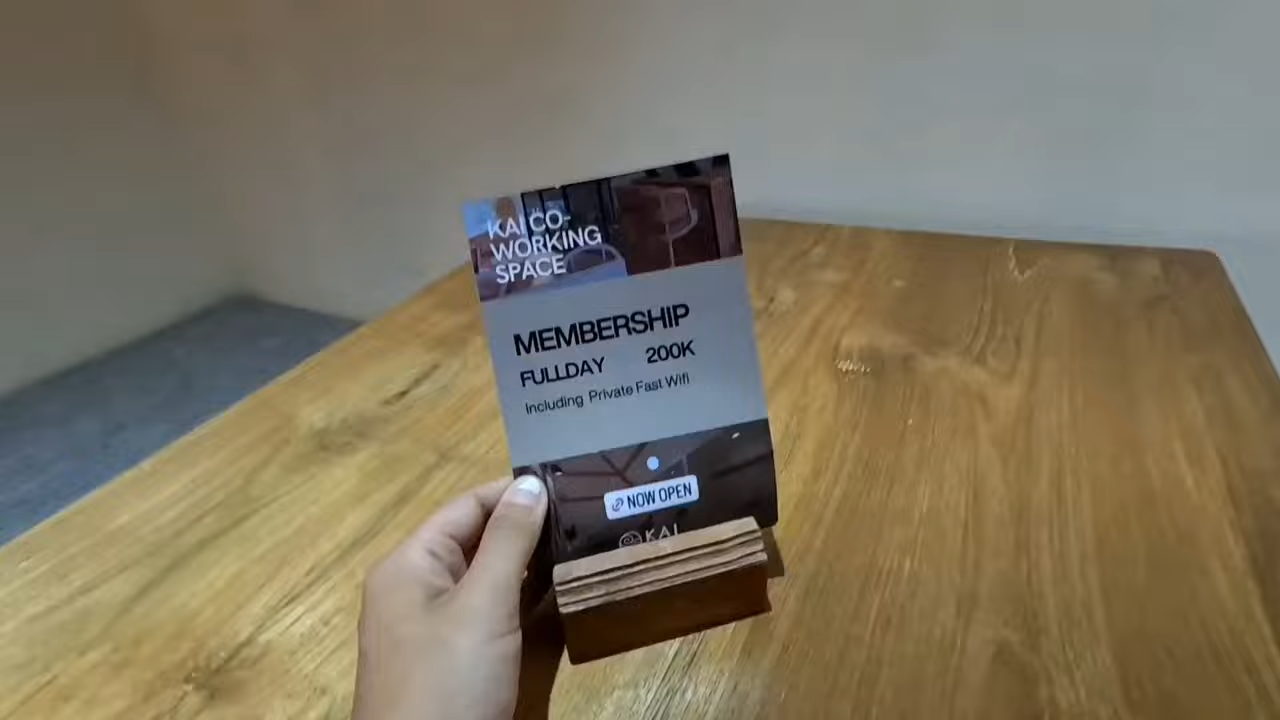 KAI CO-
WORKING
SPACE
MEMBERSHIP
FULLDAY 200K
Including Private Fast Wifi
NOW OPEN
KAI